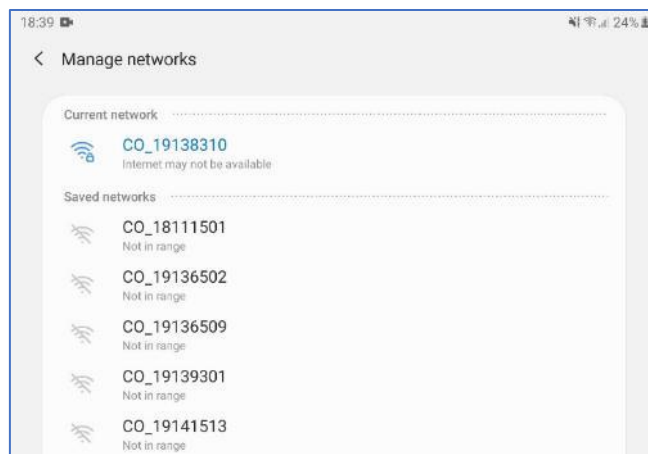 18:39 24%
Manage networks
Current network
CO_19138310
Internet may not be available
Saved networks
CO_18111501
Not in range
CO_19136502
Not in range
CO_19136509
Not in range
CO_19139301
Not in range
CO_19141513
Not in range